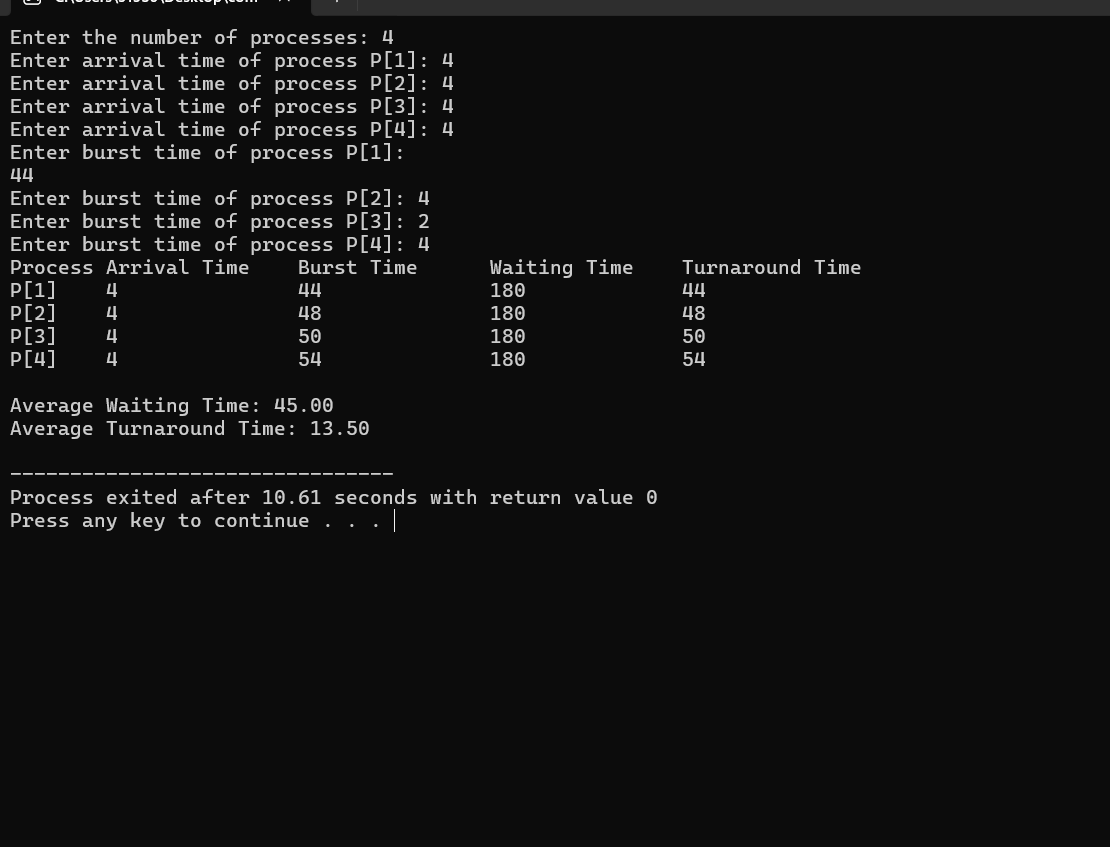 Enter the number of processes: 4
Enter arrival time of process P[1]: 4
Enter arrival time of process P[2]: 4
Enter arrival time of process P[3]: 4
Enter arrival time of process P[4]: 4
Enter burst time of process P[1]:
44
Enter burst time of process P[2]: 4
Enter burst time of process P[3]: 2
Enter burst time of process P[4]: 4
Process Arrival Time    Burst Time      Waiting Time    Turnaround Time
P[1]    4               44              180             44
P[2]    4               48              180             48
P[3]    4               50              180             50
P[4]    4               54              180             54
Average Waiting Time: 45.00
Average Turnaround Time: 13.50
--------------------------------
Process exited after 10.61 seconds with return value 0
Press any key to continue . . .